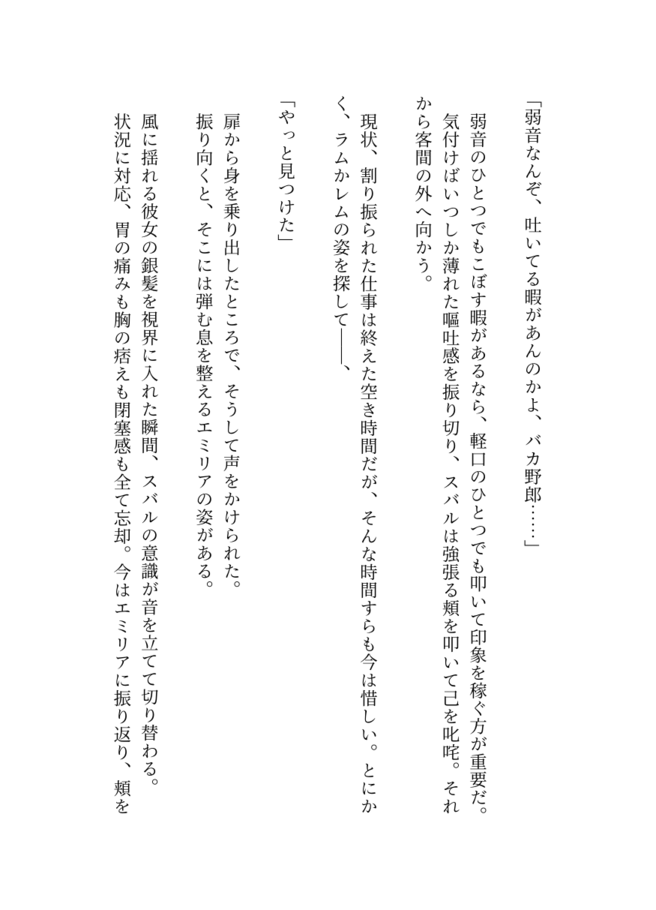 「弱音なんぞ、吐いてる暇があんのかよ、バカ野郎……」
弱音のひとつでもこぼす暇があるなら、軽口のひとつでも叩いて印象を稼ぐ方が重要だ。
気付けばいつしか薄れた嘔吐感を振り切り、スバルは強張る頬を叩いて己を叱咤。それ
から客間の外へ向かう。
現状、割り振られた仕事は終えた空き時間だが、そんな時間すらも今は惜しい。とにか
く、ラムかレムの姿を探して――、
「やっと見つけた」
扉から身を乗り出したところで、そうして声をかけられた。
振り向くと、そこには弾む息を整えるエミリアの姿がある。
風に揺れる彼女の銀髪を視界に入れた瞬間、スバルの意識が音を立てて切り替わる。
状況に対応、胃の痛みも胸の痞えも閉塞感も全て忘却。今はエミリアに振り返り、頬を